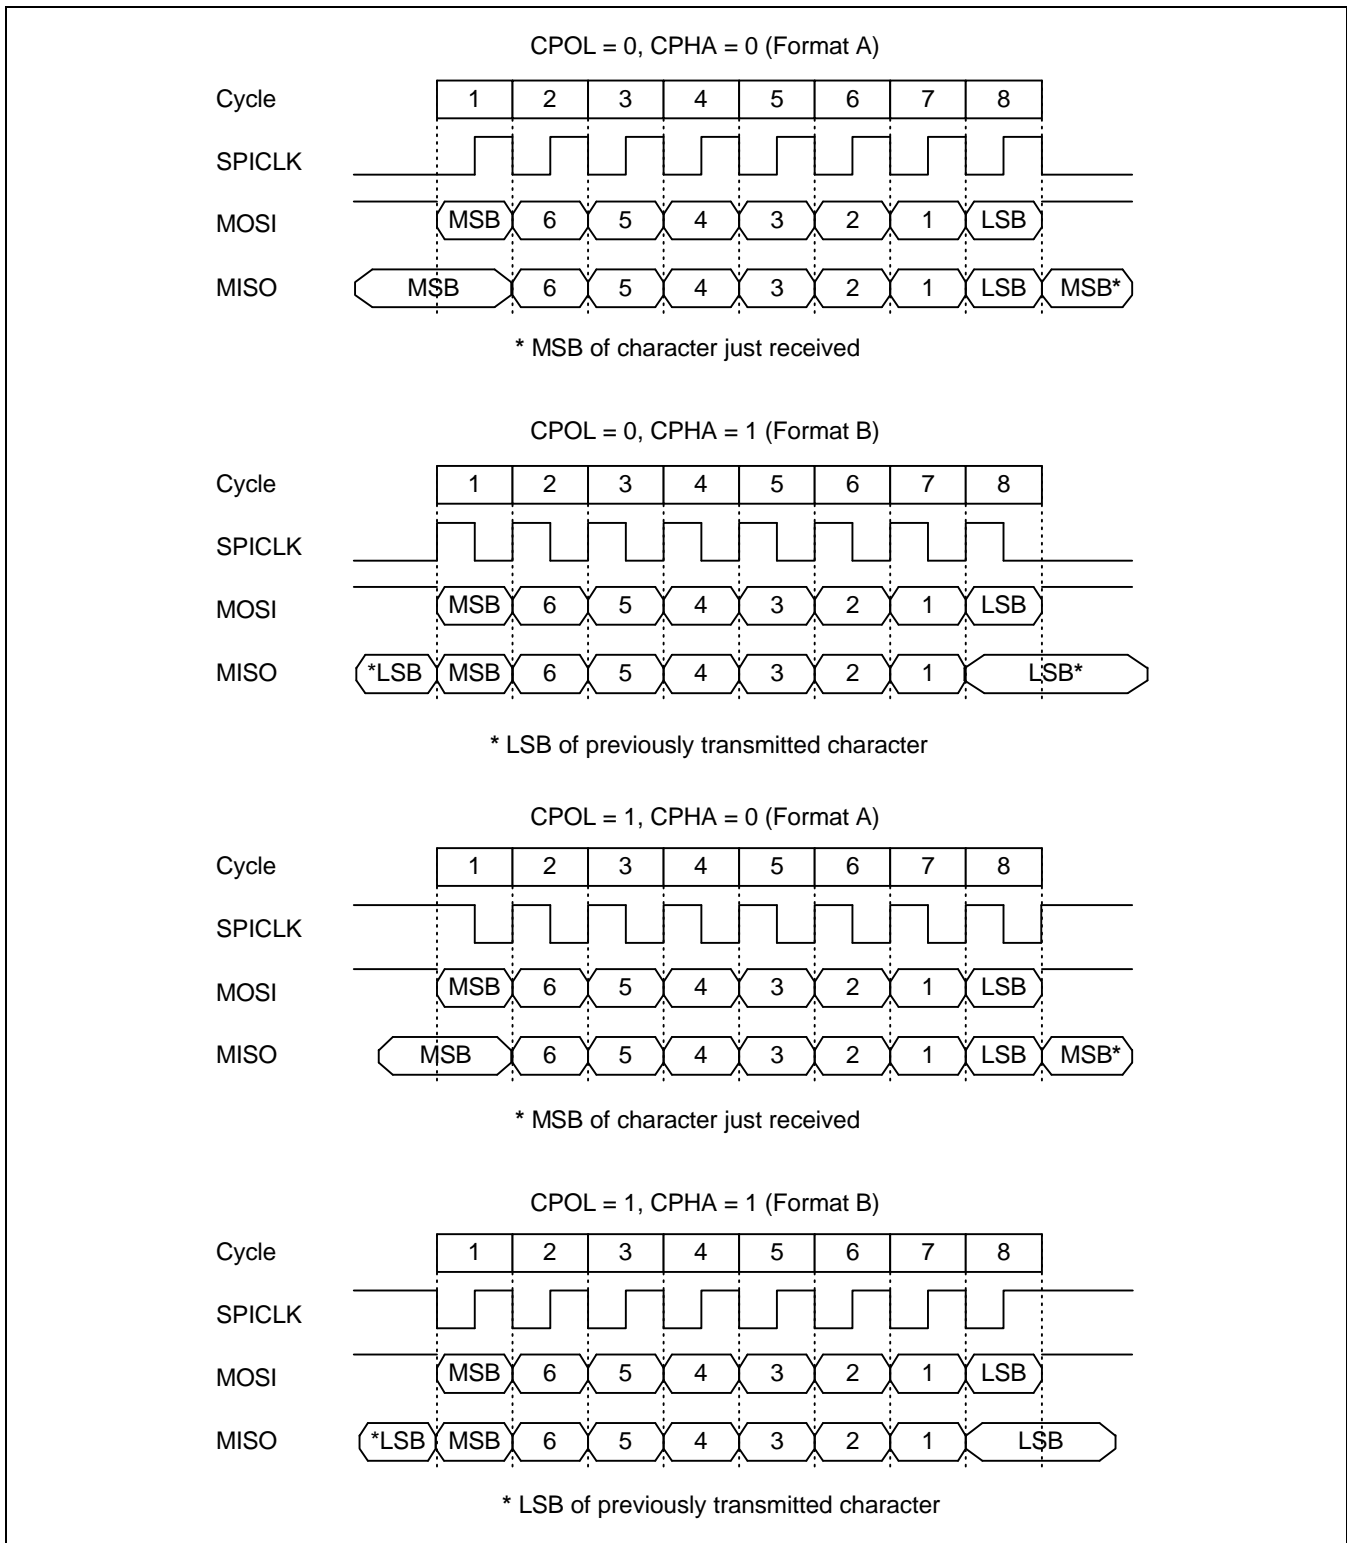 CPOL = 0, CPHA = 0 (Format A)
Cycle 1 2 3 4 5 6 7 8
SPICLK
MOSI MSB 6 5 4 3 2 1 LSB
MISO MSB 6 5 4 3 2 1 LSB MSB*
* MSB of character just received
CPOL = 0, CPHA = 1 (Format B)
Cycle 1 2 3 4 5 6 7 8
SPICLK
MOSI MSB 6 5 4 3 2 1 LSB
MISO *LSB MSB 6 5 4 3 2 1 LSB*
* LSB of previously transmitted character
CPOL = 1, CPHA = 0 (Format A)
Cycle 1 2 3 4 5 6 7 8
SPICLK
MOSI MSB 6 5 4 3 2 1 LSB
MISO MSB 6 5 4 3 2 1 LSB MSB*
* MSB of character just received
CPOL = 1, CPHA = 1 (Format B)
Cycle 1 2 3 4 5 6 7 8
SPICLK
MOSI MSB 6 5 4 3 2 1 LSB
MISO *LSB MSB 6 5 4 3 2 1 LSB
* LSB of previously transmitted character